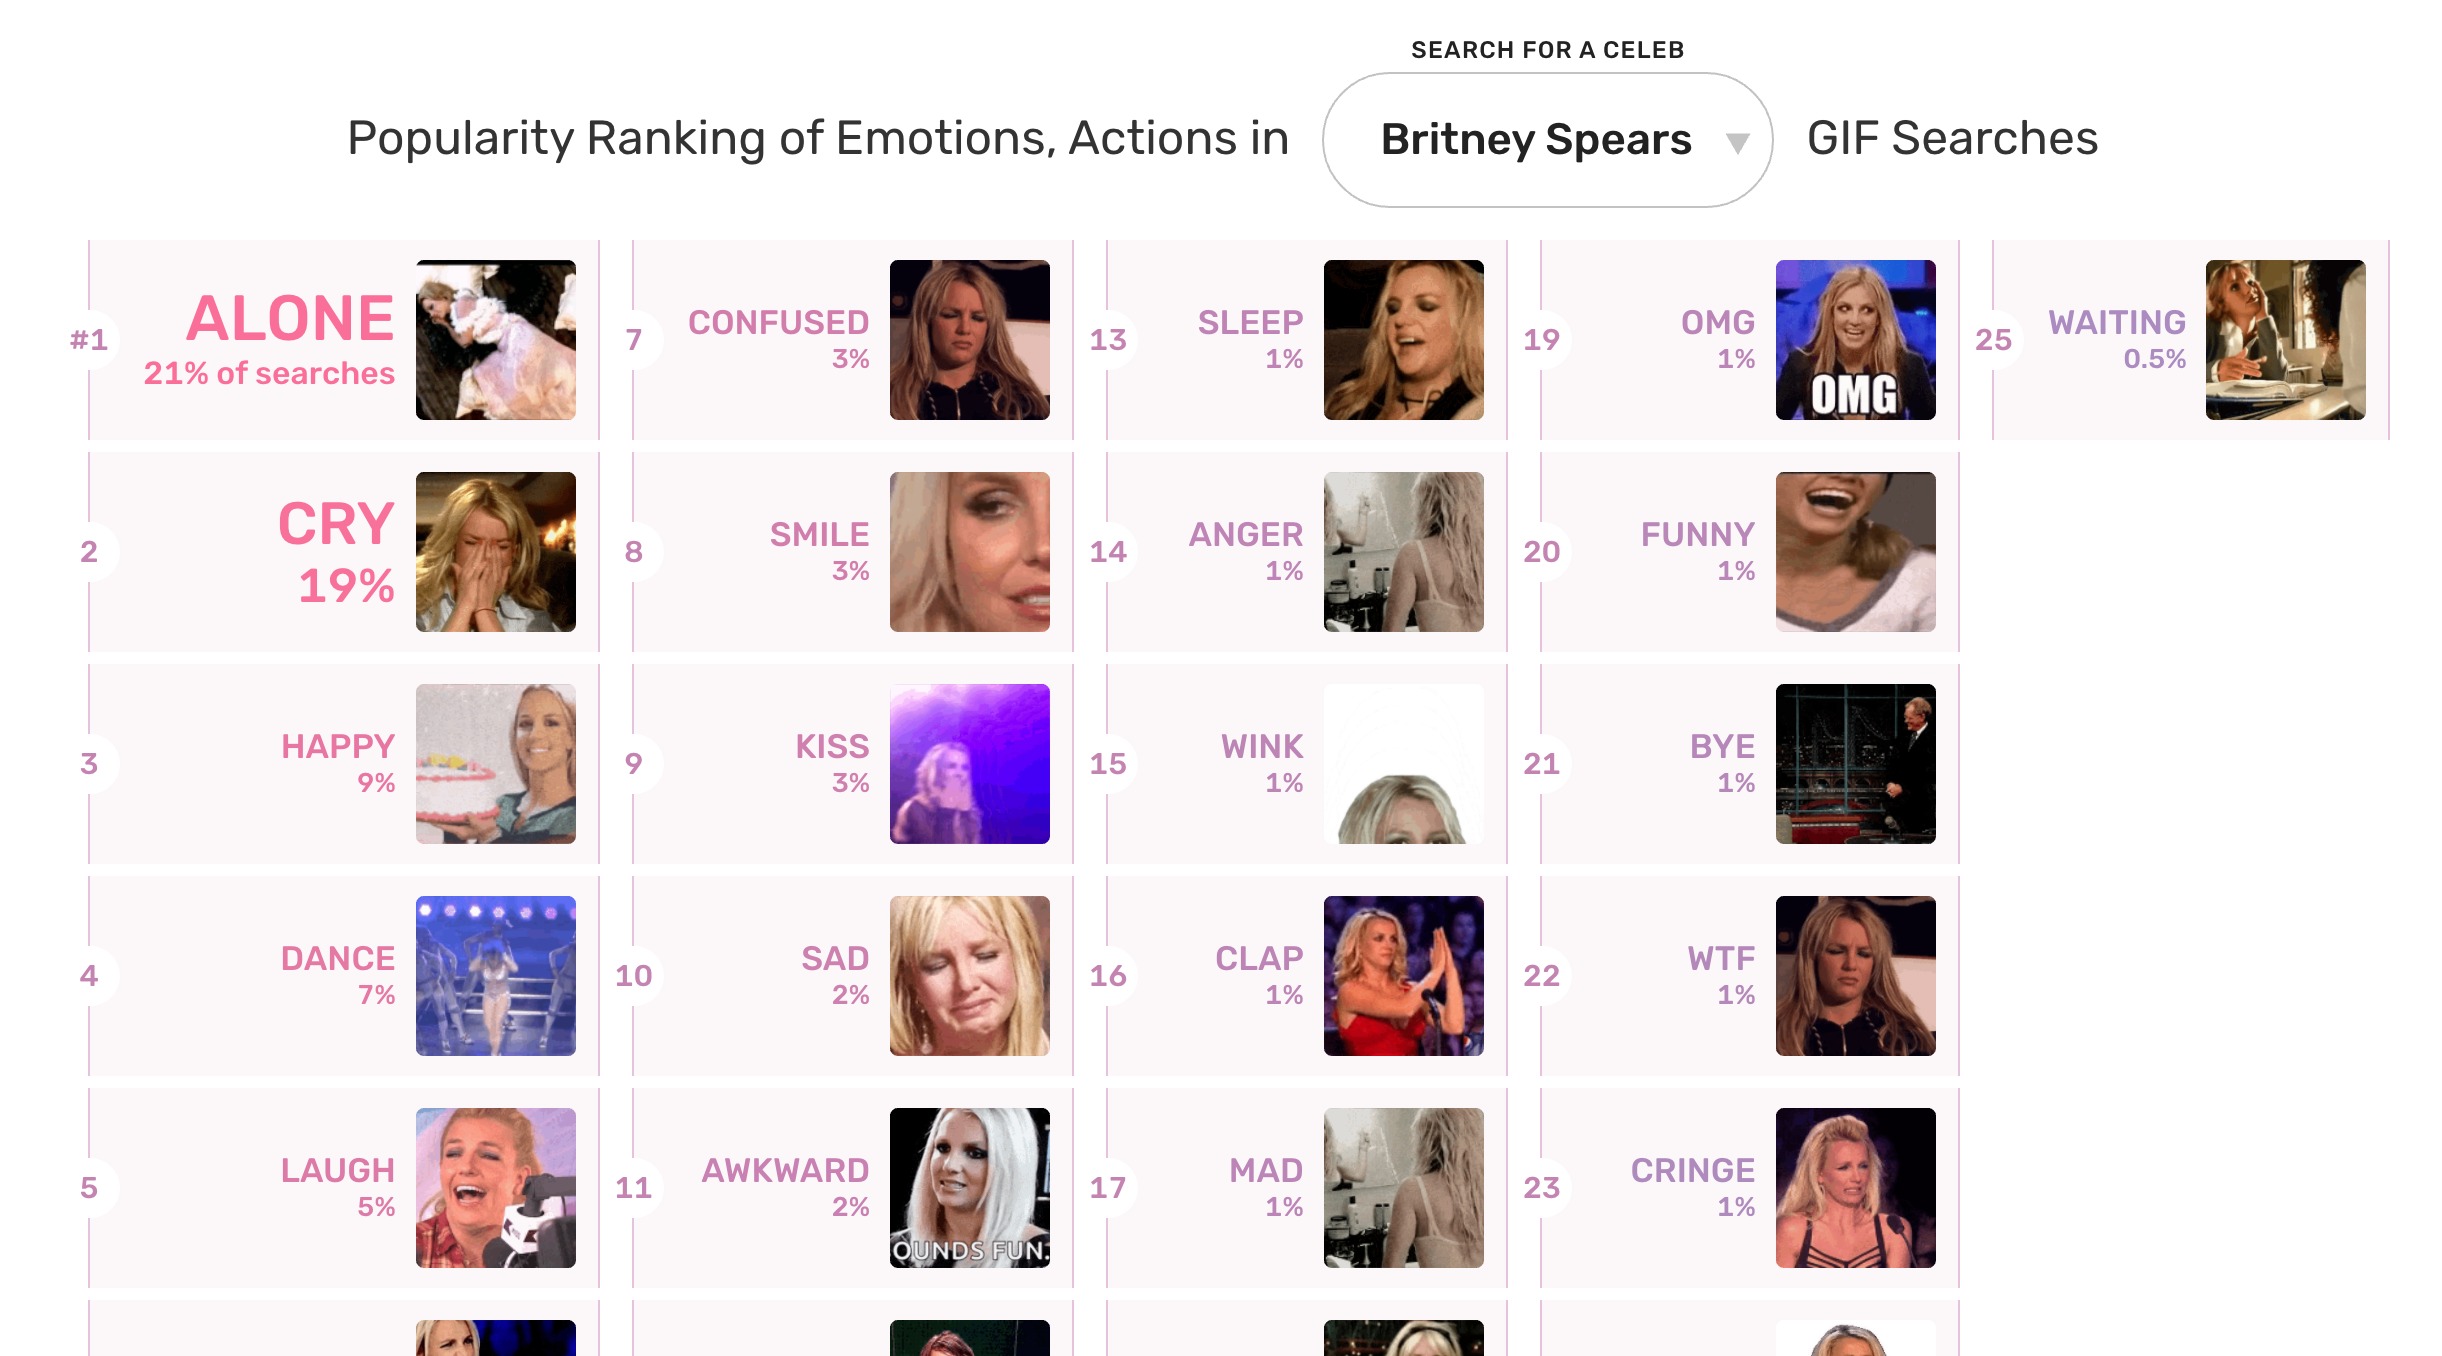 SEARCH FOR A CELEB
Popularity Ranking of Emotions, Actions in Britney Spears GIF Searches
#1
ALONE
21% of searches
2
CRY
19%
3
HAPPY
9%
4
DANCE
7%
5
LAUGH
5%
7
CONFUSED
3%
8
SMILE
3%
9
KISS
3%
10
SAD
2%
11
AWKWARD
2%
OUNDS FUN.
13
SLEEP
1%
14
ANGER
1%
15
WINK
1%
16
CLAP
1%
17
MAD
1%
19
OMG
1%
OMG
20
FUNNY
1%
21
BYE
1%
22
WTF
1%
23
CRINGE
1%
25
WAITING
0.5%